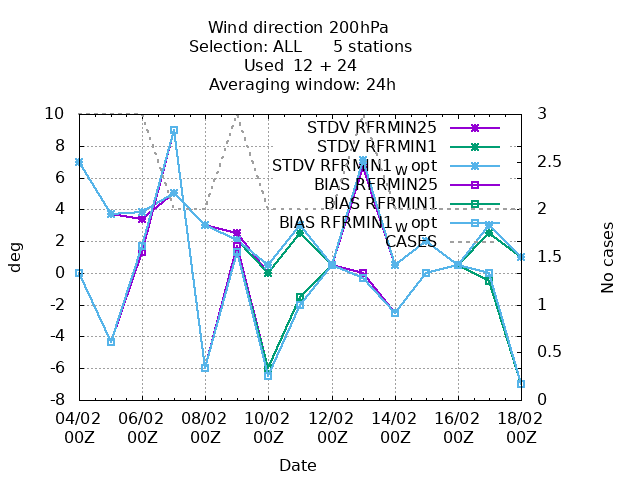 Wind direction 200hPa
Selection: ALL 5 stations
Used 12 + 24
Averaging window: 24h
10 3
STDV RFRMIN25
8
STDV RFRMIN1
2.5
STDV RFRMIN1_w opt
6
BIAS RFRMIN25
4 2
BIAS RFRMIN1
BIAS RFRMIN1_w opt
2 1.5
CASES
deg
No cases
0
-2 1
-4
0.5
-6
-8 0
04/02 06/02 08/02 10/02 12/02 14/02 16/02 18/02
00Z 00Z 00Z 00Z 00Z 00Z 00Z 00Z
Date